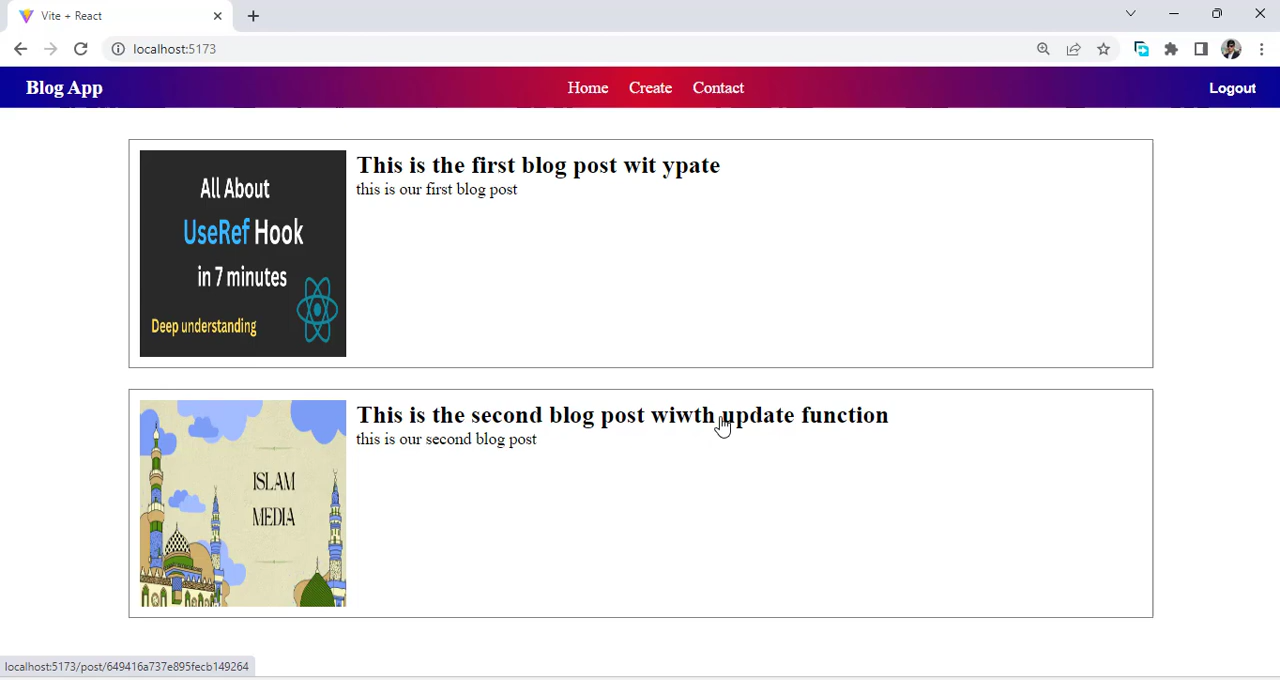 Vite + React
localhost:5173
Blog App
Home Create Contact
Logout
All About
UseRef Hook
in 7 minutes
Deep understanding
This is the first blog post wit ypate
this is our first blog post
ISLAM
MEDIA
This is the second blog post wiwth update function
this is our second blog post
localhost:5173/post/649416a737e895fecb149264